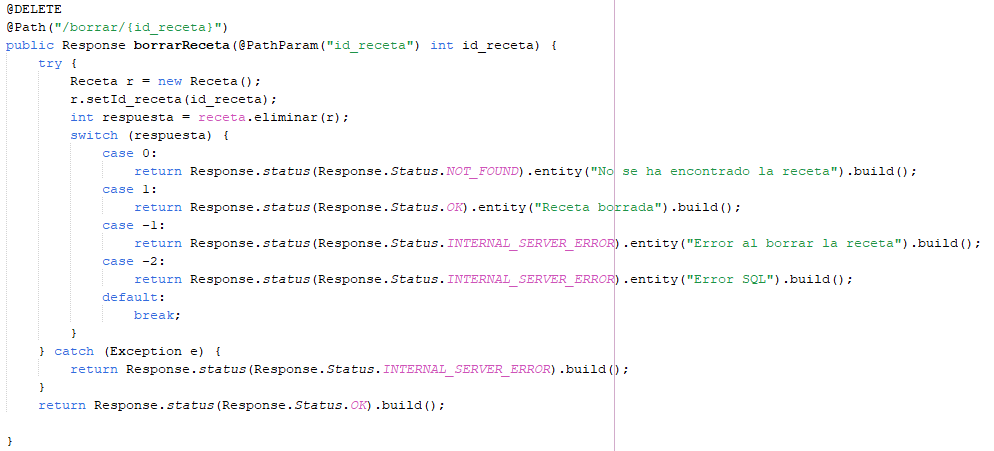 @DELETE
@Path("/borrar/{id_receta}")
public Response borrarReceta(@PathParam("id_receta") int id_receta) {
    try {
        Receta r = new Receta();
        r.setId_receta(id_receta);
        int respuesta = receta.eliminar(r);
        switch (respuesta) {
            case 0:
                return Response.status(Response.Status.NOT_FOUND).entity("No se ha encontrado la receta").build();
            case 1:
                return Response.status(Response.Status.OK).entity("Receta borrada").build();
            case -1:
                return Response.status(Response.Status.INTERNAL_SERVER_ERROR).entity("Error al borrar la receta").build();
            case -2:
                return Response.status(Response.Status.INTERNAL_SERVER_ERROR).entity("Error SQL").build();
            default:
                break;
        }
    } catch (Exception e) {
        return Response.status(Response.Status.INTERNAL_SERVER_ERROR).build();
    }
    return Response.status(Response.Status.OK).build();

}